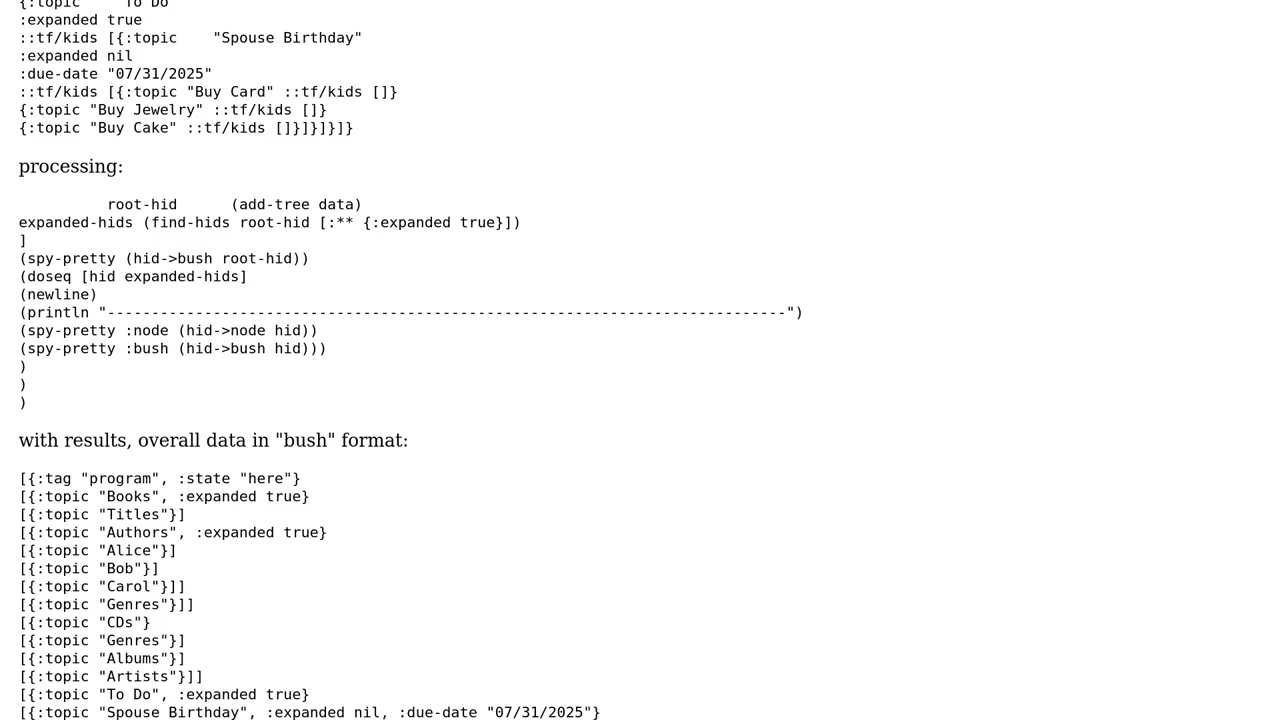 {:topic     "To Do"
:expanded true
::tf/kids [{:topic    "Spouse Birthday"
:expanded nil
:due-date "07/31/2025"
::tf/kids [{:topic "Buy Card" ::tf/kids []}
{:topic "Buy Jewelry" ::tf/kids []}
{:topic "Buy Cake" ::tf/kids []}]}]}]}
processing:
root-hid      (add-tree data)
expanded-hids (find-hids root-hid [:** {:expanded true}])
]
(spy-pretty (hid->bush root-hid))
(doseq [hid expanded-hids]
(newline)
(println "-----------------------------------------------------------------------------")
(spy-pretty :node (hid->node hid))
(spy-pretty :bush (hid->bush hid)))
)
)
)
with results, overall data in "bush" format:
[{:tag "program", :state "here"}
[{:topic "Books", :expanded true}
[{:topic "Titles"}]
[{:topic "Authors", :expanded true}
[{:topic "Alice"}]
[{:topic "Bob"}]
[{:topic "Carol"}]]
[{:topic "Genres"}]]
[{:topic "CDs"}
[{:topic "Genres"}]
[{:topic "Albums"}]
[{:topic "Artists"}]]
[{:topic "To Do", :expanded true}
[{:topic "Spouse Birthday", :expanded nil, :due-date "07/31/2025"}